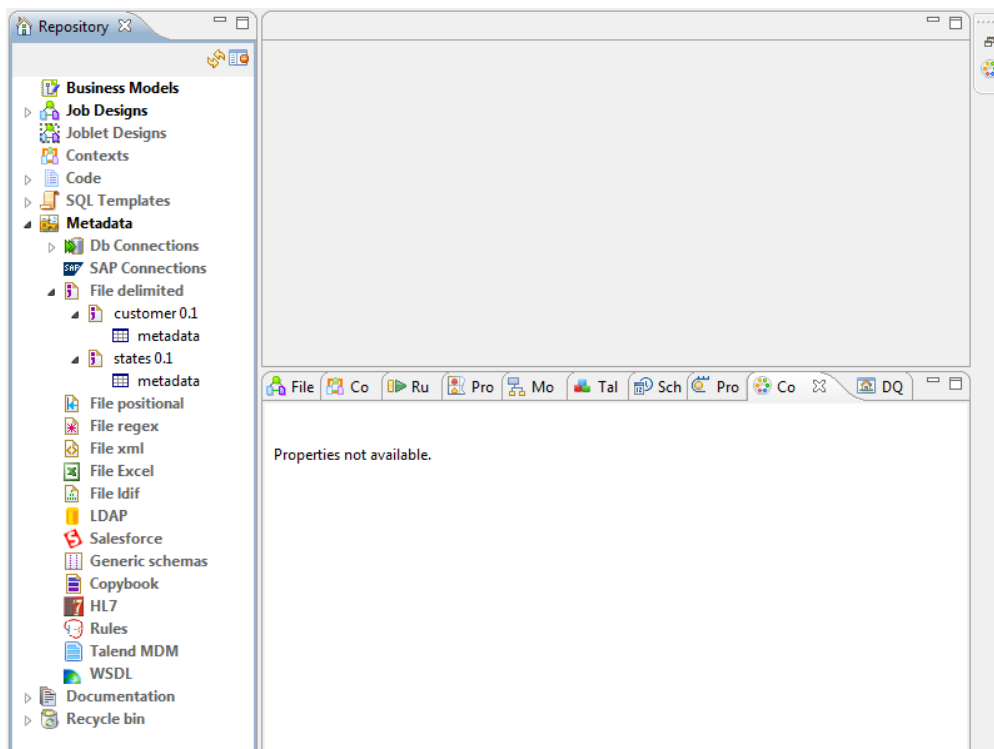 Repository
Business Models
Job Designs
Joblet Designs
Contexts
Code
SQL Templates
Metadata
Db Connections
SAP SAP Connections
File delimited
customer 0.1
metadata
states 0.1
metadata
File positional
File regex
File xml
File Excel
File ldif
LDAP
Salesforce
Generic schemas
Copybook
HL7
Rules
Talend MDM
WSDL
Documentation
Recycle bin
File Co Ru Pro Mo Tal Sch Pro Co DQ
Properties not available.